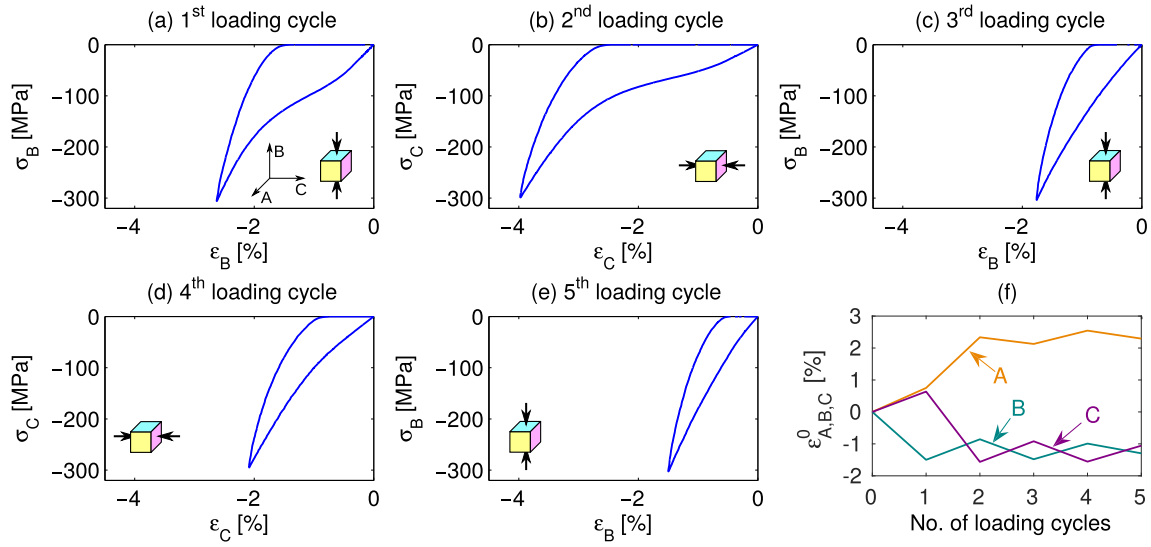 (a) 1st loading cycle
0
−100
−200
−300
σB [MPa]
B
A
C
−4
−2
0
εB [%]
(b) 2nd loading cycle
0
−100
−200
−300
σC [MPa]
−4
−2
0
εC [%]
(c) 3rd loading cycle
0
−100
−200
−300
σB [MPa]
−4
−2
0
εB [%]
(d) 4th loading cycle
0
−100
−200
−300
σC [MPa]
−4
−2
0
εC [%]
(e) 5th loading cycle
0
−100
−200
−300
σB [MPa]
−4
−2
0
εB [%]
(f)
3
2
1
0
-1
-2
ε0A,B,C [%]
A
B
C
0
1
2
3
4
5
No. of loading cycles